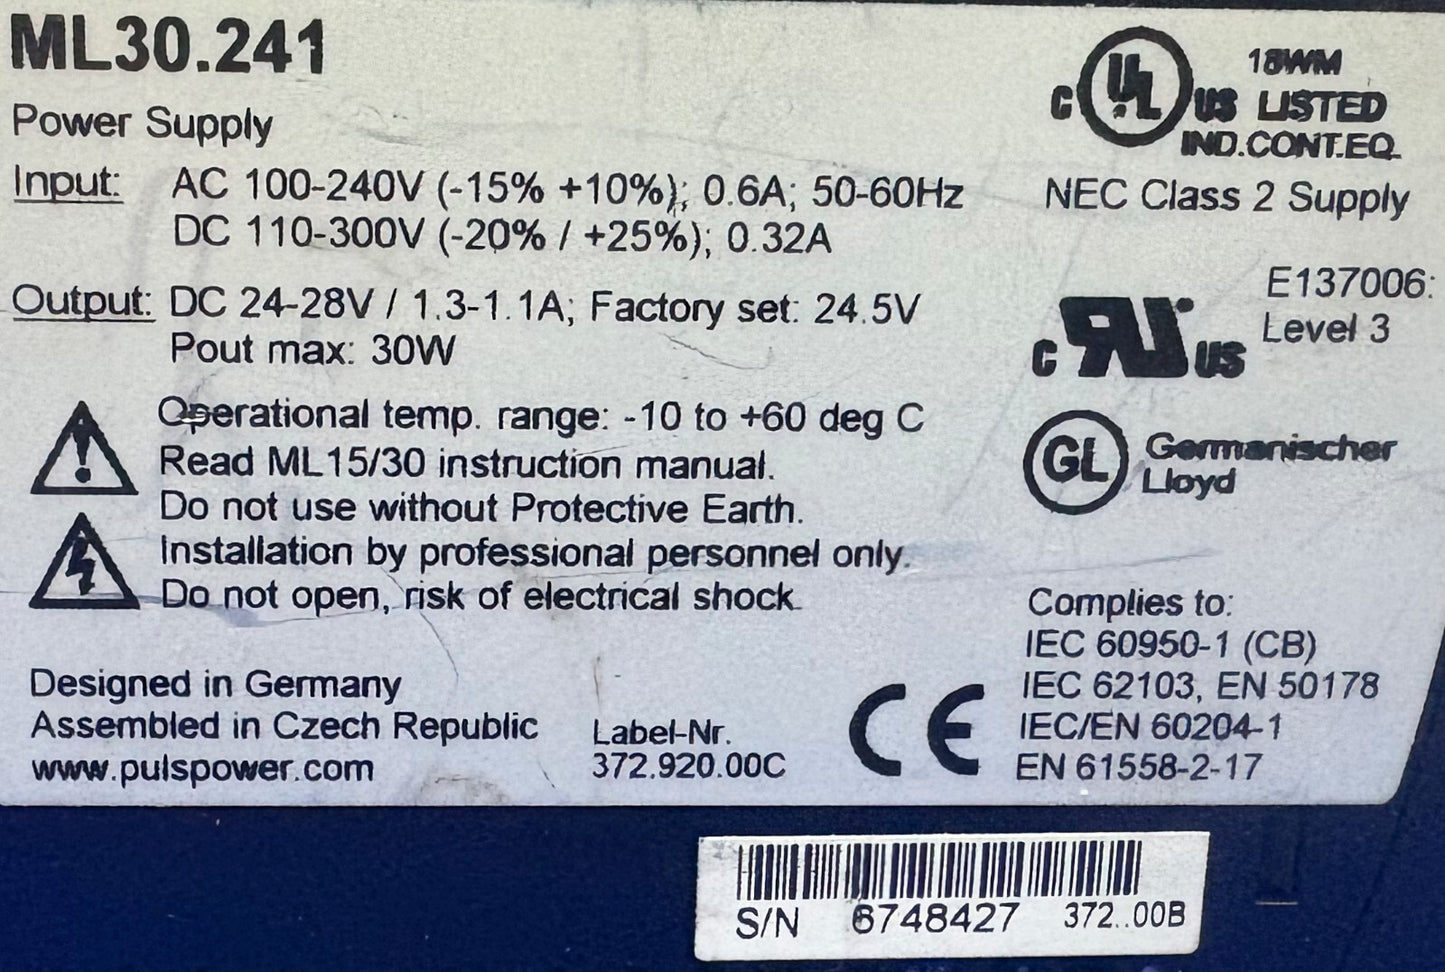 ML30.241
Power Supply
Input: AC 100-240V (-15% +10%); 0.6A; 50-60Hz
DC 110-300V (-20% / +25%); 0.32A
Output: DC 24-28V / 1.3-1.1A; Factory set: 24.5V
Pout max: 30W
Operational temp. range: -10 to +60 deg C
Read ML15/30 instruction manual.
Do not use without Protective Earth.
Installation by professional personnel only.
Do not open, risk of electrical shock.
Designed in Germany
Assembled in Czech Republic
www.pulspower.com
Label-Nr.
372.920.00C
C UL US 18WM
LISTED
IND.CONT.EQ.
NEC Class 2 Supply
C RU US E137006:
Level 3
GL Germanischer
Lloyd
CE
Complies to:
IEC 60950-1 (CB)
IEC 62103, EN 50178
IEC/EN 60204-1
EN 61558-2-17
S/N 6748427 372..00B